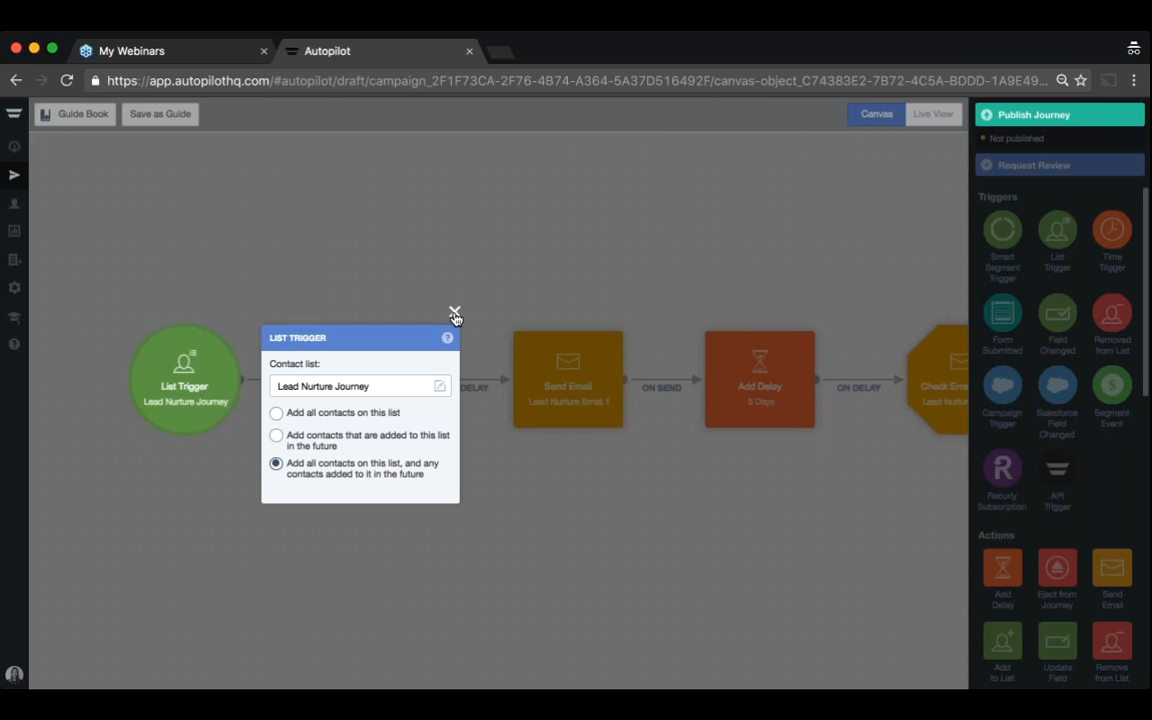 My Webinars
Autopilot
https://app.autopilothq.com/#autopilot/draft/campaign_2F1F73CA-2F76-4B74-A364-5A37D516492F/canvas-object_C74383E2-7B72-4C5A-BDDD-1A9E49...
Guide Book
Save as Guide
Canvas
Live View
Publish Journey
Not published
Request Review
Triggers
Smart
Segment
Trigger
List
Trigger
Time
Trigger
Form
Submitted
Field
Changed
Removed
from List
Campaign
Trigger
Salesforce
Field
Changed
Segment
Event
Recurly
Subscription
API
Trigger
Actions
Add
Delay
Eject from
Journey
Send
Email
Add
to List
Update
Field
Remove
from List
List Trigger
Lead Nurture Journey
LIST TRIGGER
Contact list:
Lead Nurture Journey
Add all contacts on this list
Add contacts that are added to this list
in the future
Add all contacts on this list, and any
contacts added to it in the future
DELAY
Send Email
Lead Nurture Email 1
ON SEND
Add Delay
ON DELAY
Check Ema
Lead Nurtur